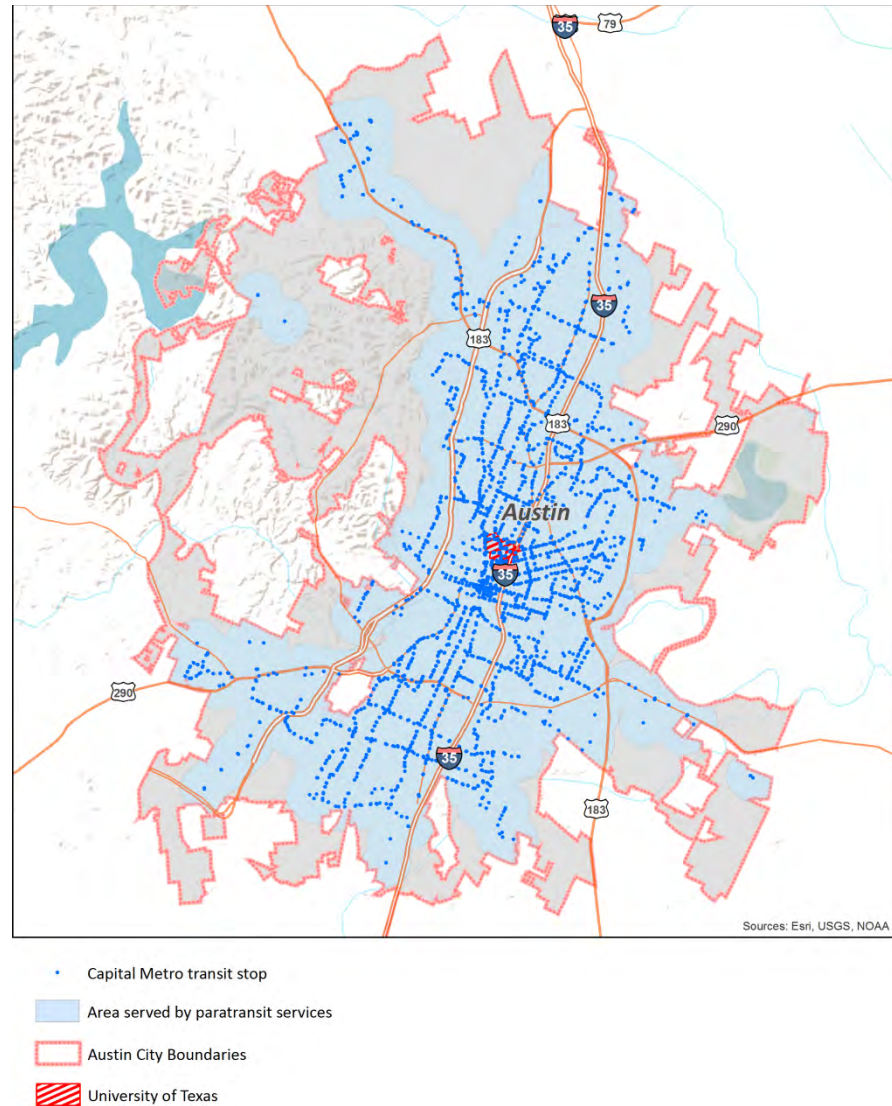 35
79
183
35
183
290
Austin
35
290
35
183
Sources: Esri, USGS, NOAA
Capital Metro transit stop
Area served by paratransit services
Austin City Boundaries
University of Texas